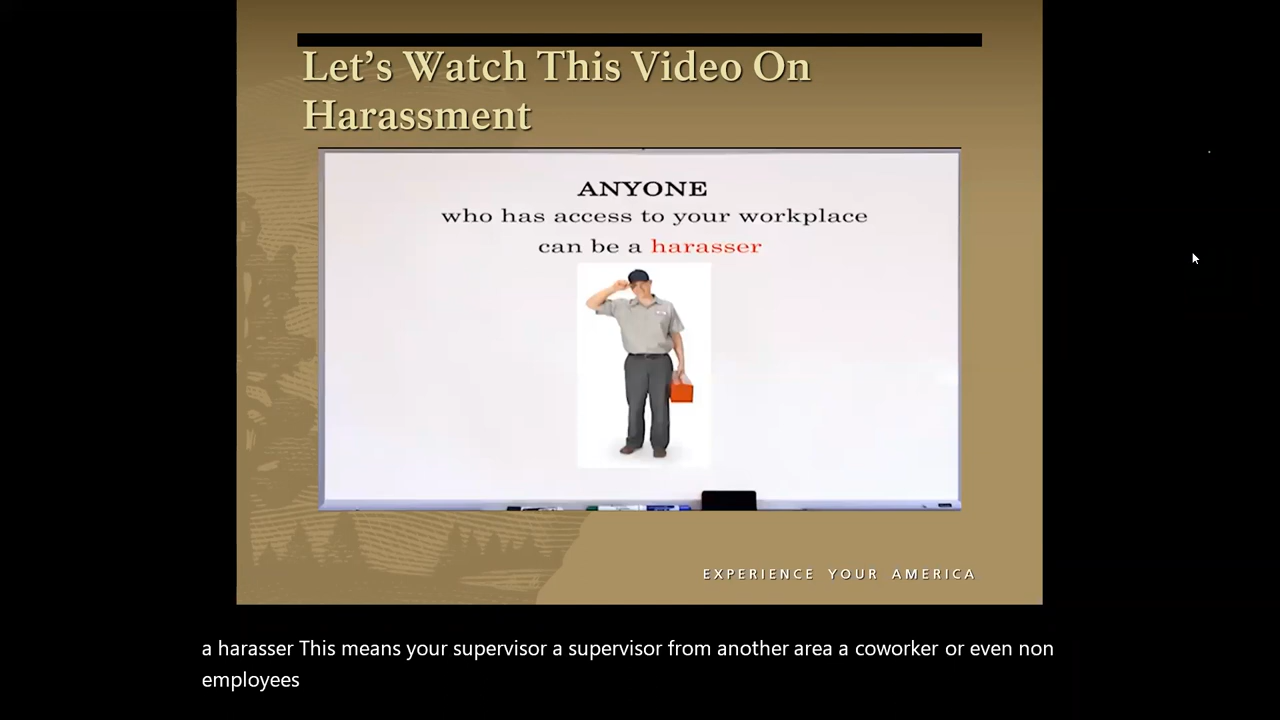 Let's Watch This Video On
Harassment
ANYONE
who has access to your workplace
can be a harasser
EXPERIENCE YOUR AMERICA
a harasser This means your supervisor a supervisor from another area a coworker or even non
employees